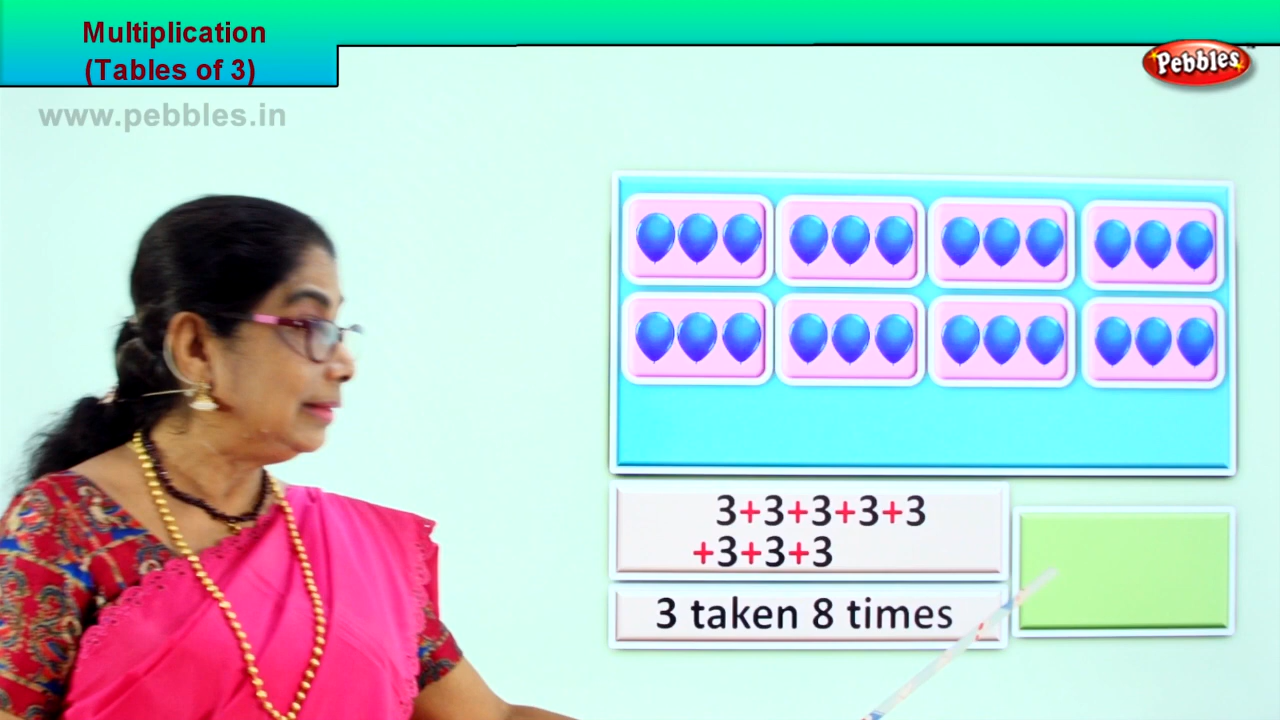 Multiplication
(Tables of 3)
Pebbles
www.pebbles.in
3+3+3+3+3
+3+3+3
3 taken 8 times